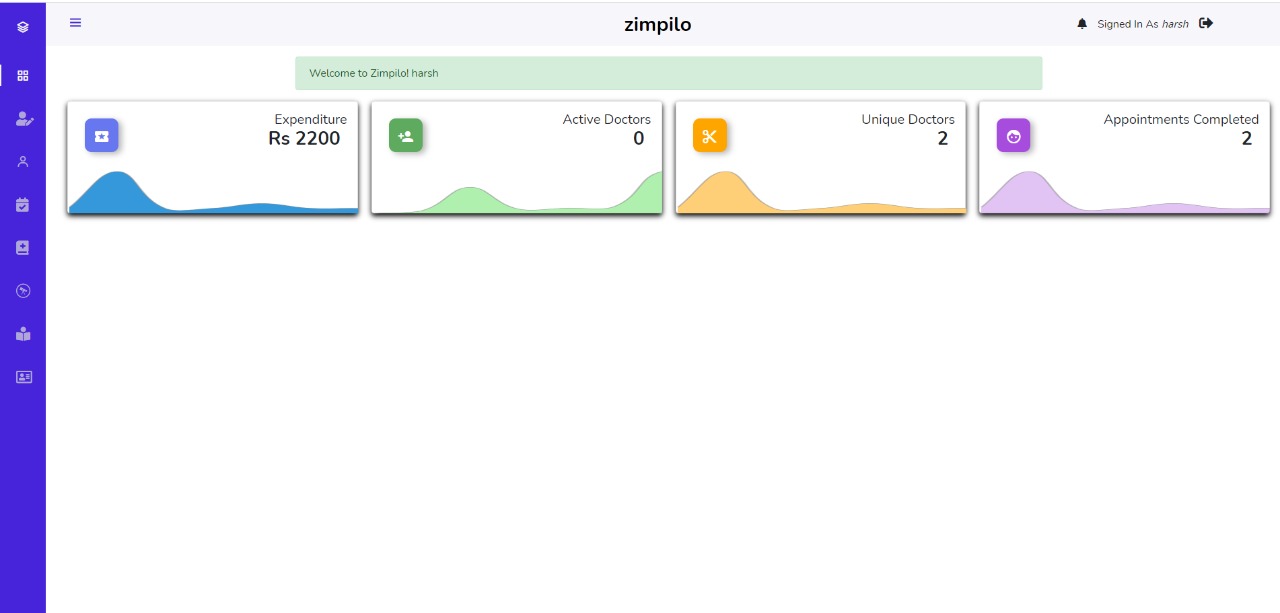 zimpilo
Signed In As harsh
Welcome to Zimpilo! harsh
Expenditure
Rs 2200
Active Doctors
0
Unique Doctors
2
Appointments Completed
2